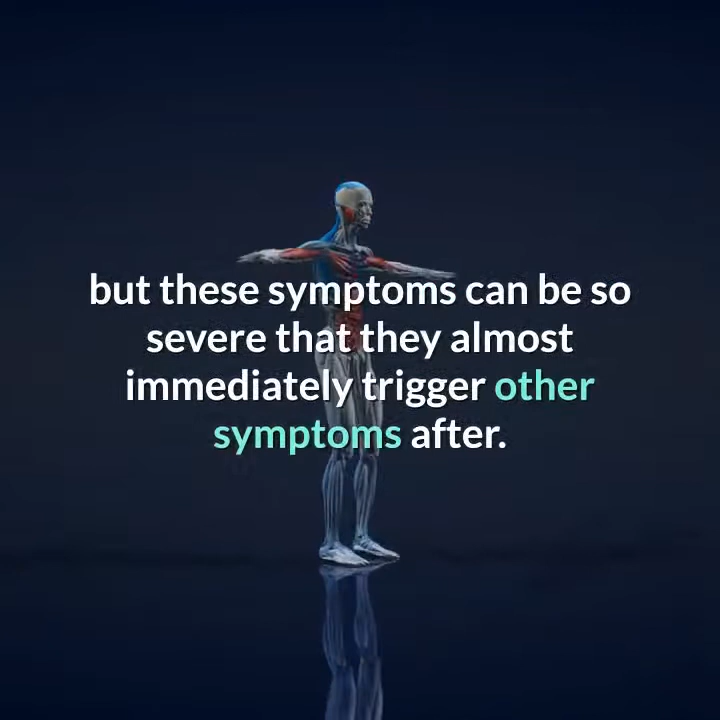 but these symptoms can be so
severe that they almost
immediately trigger other
symptoms after.